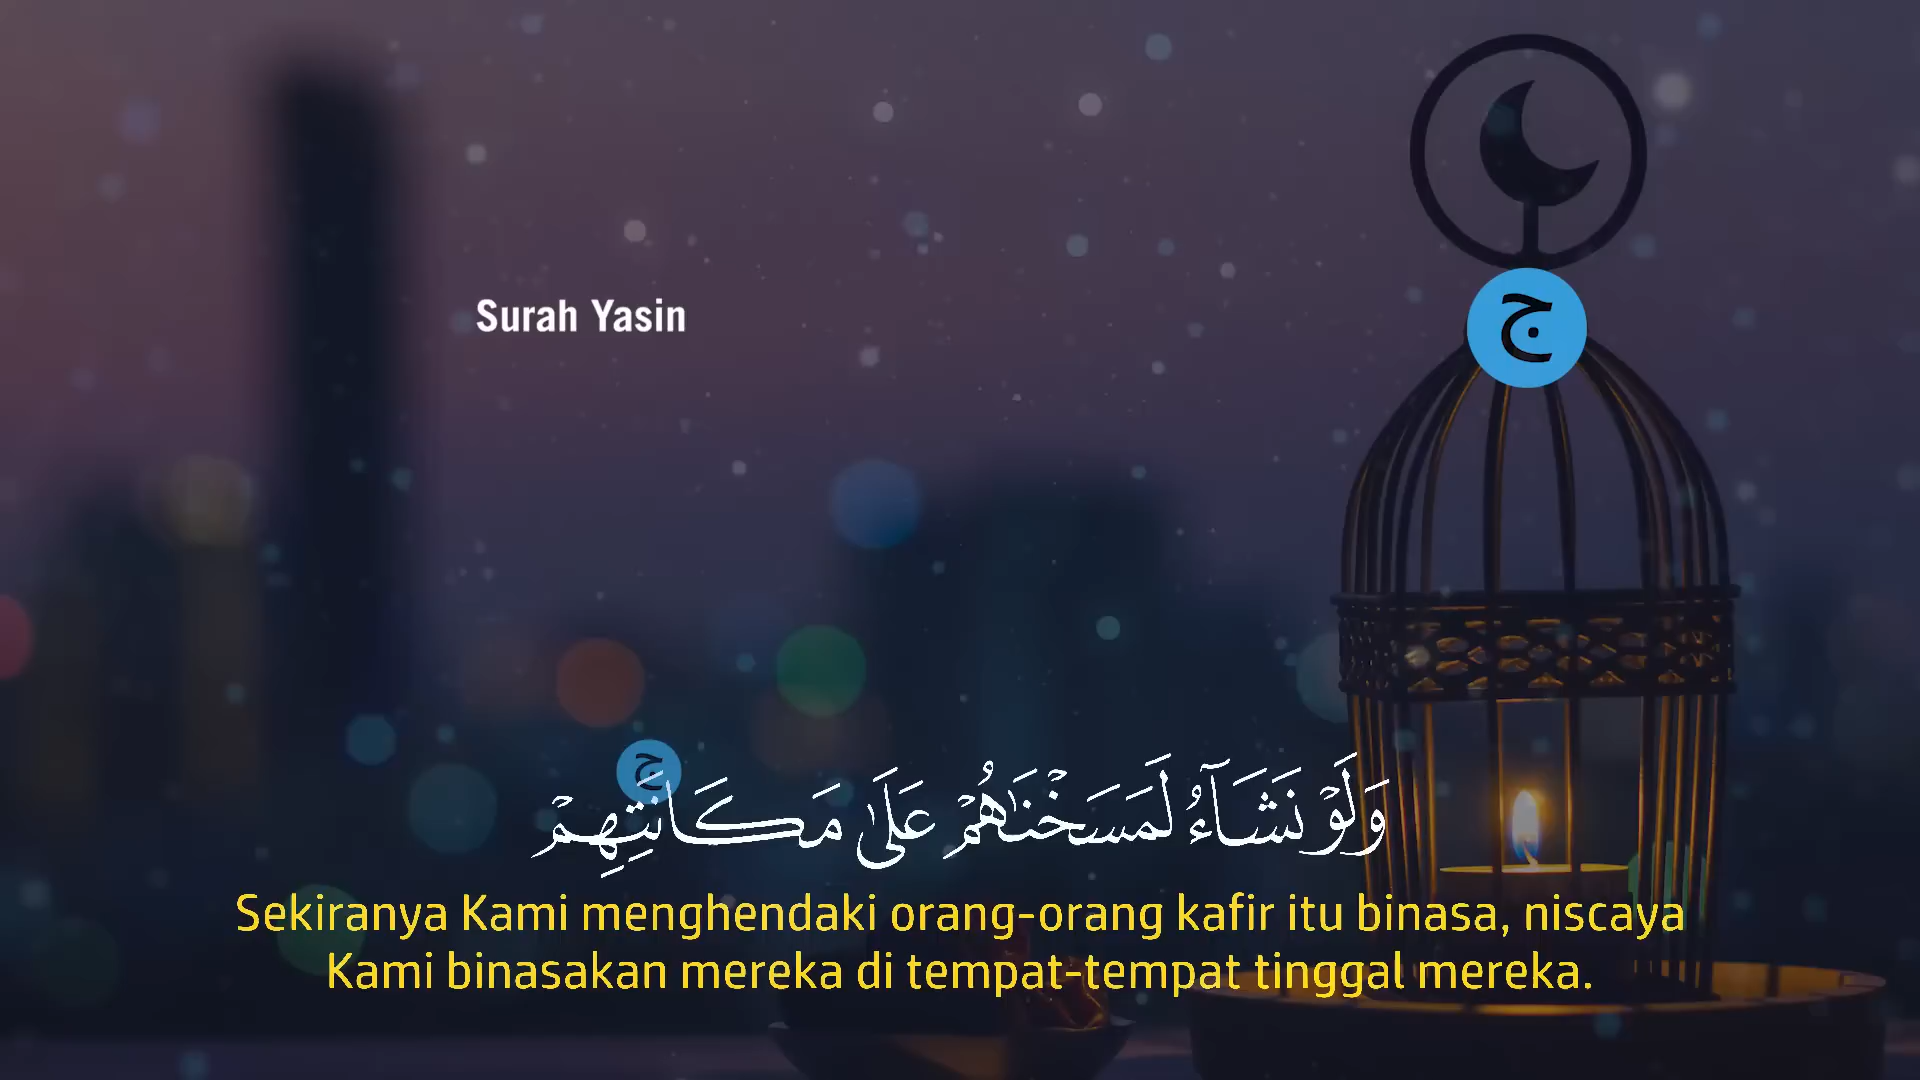 Surah Yasin
ج
ج
وَلَوْ نَشَآءُ لَمَسَخْنَٰهُمْ عَلَىٰ مَكَانَتِهِمْ
Sekiranya Kami menghendaki orang-orang kafir itu binasa, niscaya
Kami binasakan mereka di tempat-tempat tinggal mereka.